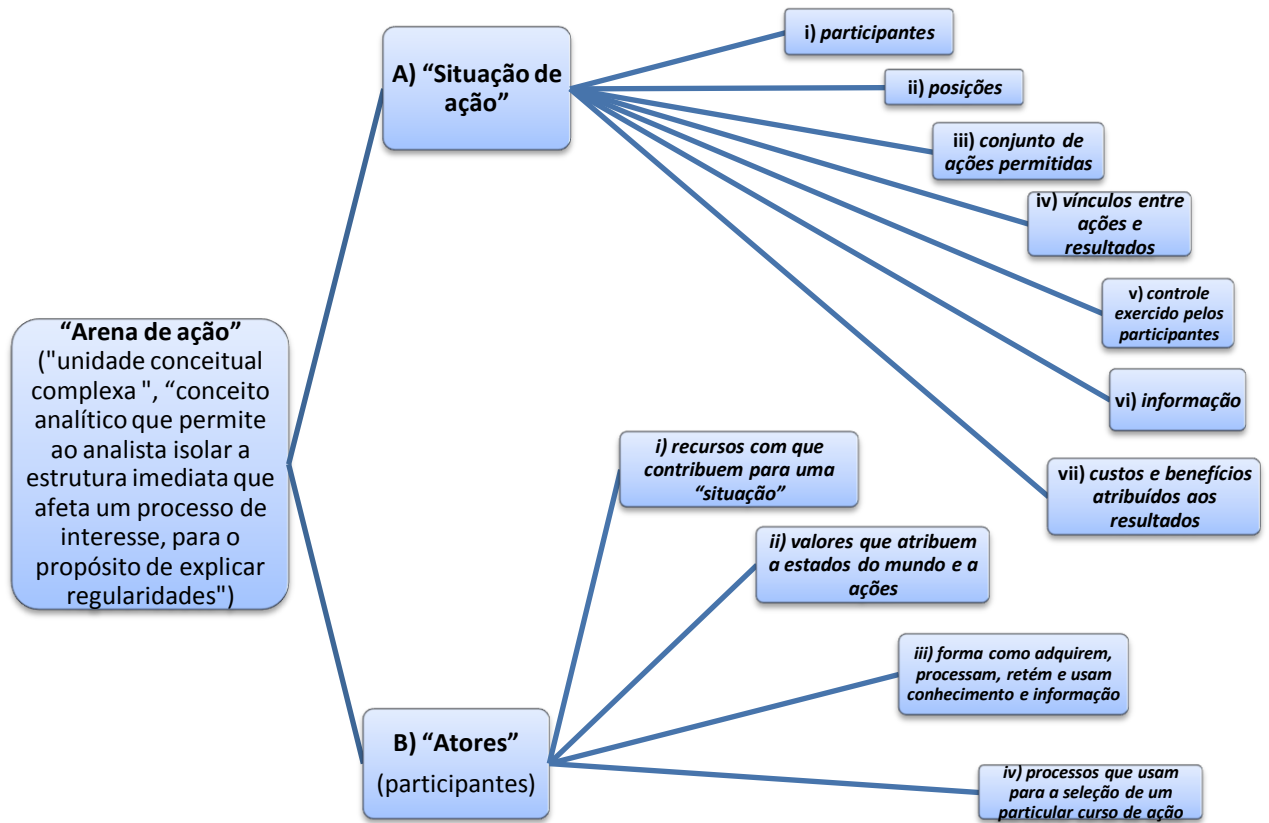 “Arena de ação”
("unidade conceitual
complexa ", “conceito
analítico que permite
ao analista isolar a
estrutura imediata que
afeta um processo de
interesse, para o
propósito de explicar
regularidades")
A) “Situação de
ação”
i) participantes
ii) posições
iii) conjunto de
ações permitidas
iv) vínculos entre
ações e
resultados
v) controle
exercido pelos
participantes
vi) informação
vii) custos e benefícios
atribuídos aos
resultados
B) “Atores”
(participantes)
i) recursos com que
contribuem para uma
“situação”
ii) valores que atribuem
a estados do mundo e a
ações
iii) forma como adquirem,
processam, retém e usam
conhecimento e informação
iv) processos que usam
para a seleção de um
particular curso de ação